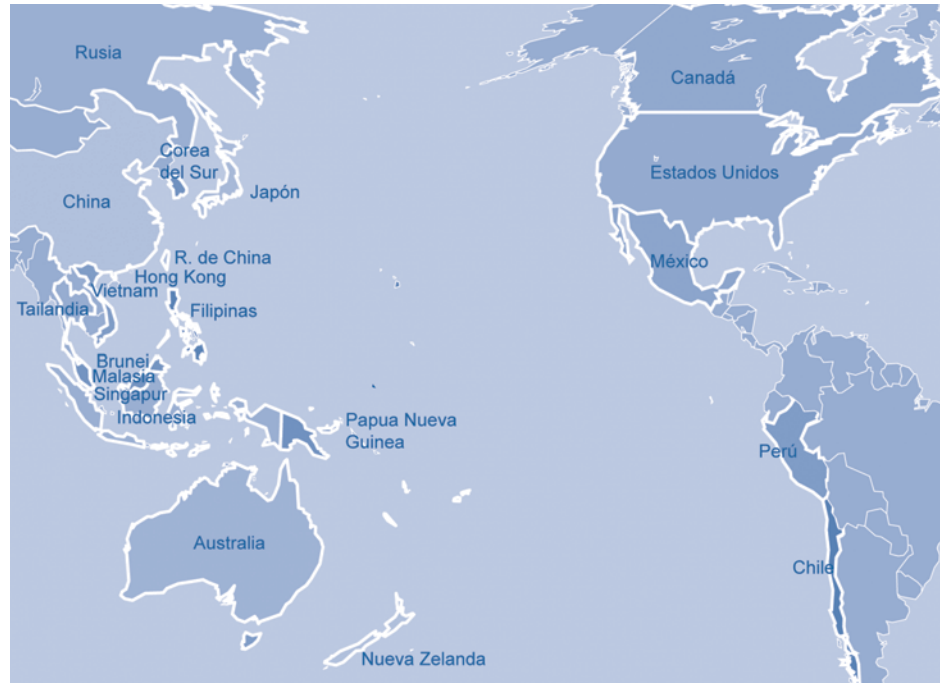 Rusia
Canadá
Corea
del Sur
Estados Unidos
Japón
China
R. de China
México
Hong Kong
Vietnam
Tailandia
Filipinas
Brunei
Malasia
Singapur
Indonesia
Papua Nueva
Guinea
Perú
Australia
Chile
Nueva Zelanda